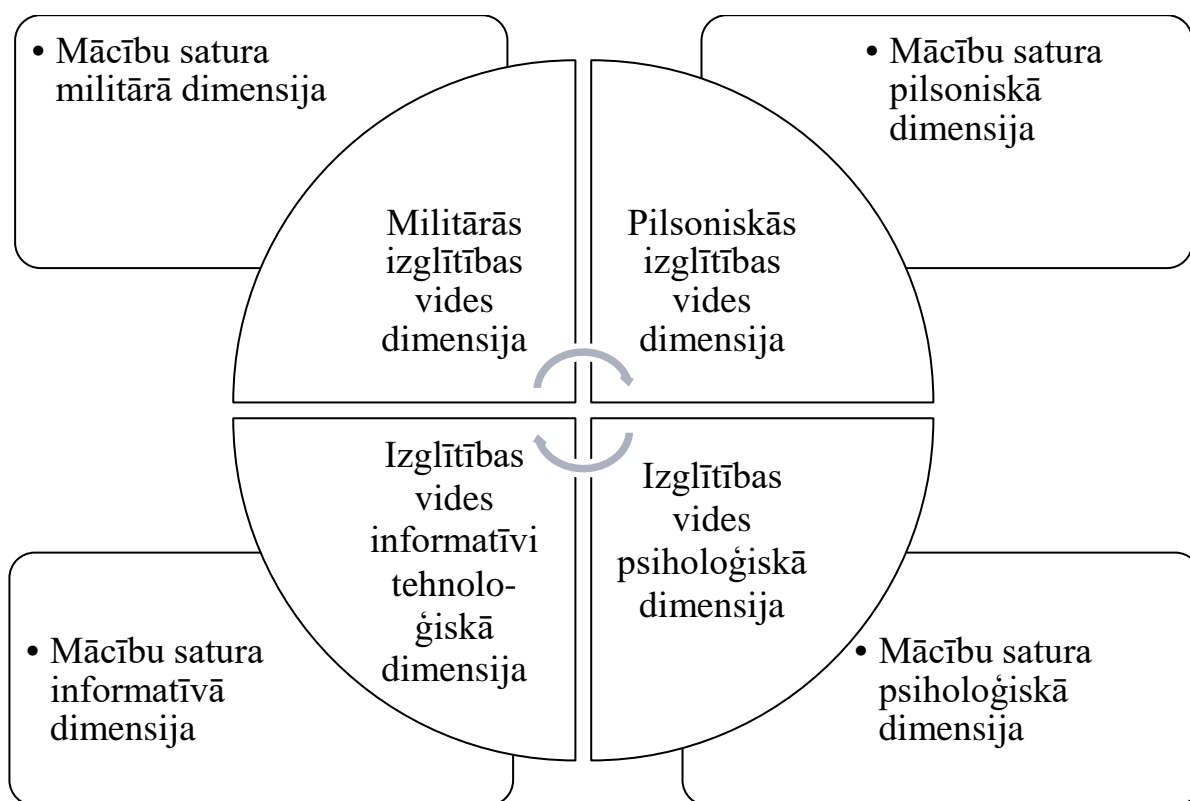 • Mācību satura
militārā dimensija
• Mācību satura
pilsoniskā
dimensija
Militārās
izglītības
vides
dimensija
Pilsoniskās
izglītības
vides
dimensija
Izglītības
vides
informatīvi
tehnolo-
ģiskā
dimensija
Izglītības
vides
psiholoģiskā
dimensija
• Mācību satura
informatīvā
dimensija
• Mācību satura
psiholoģiskā
dimensija